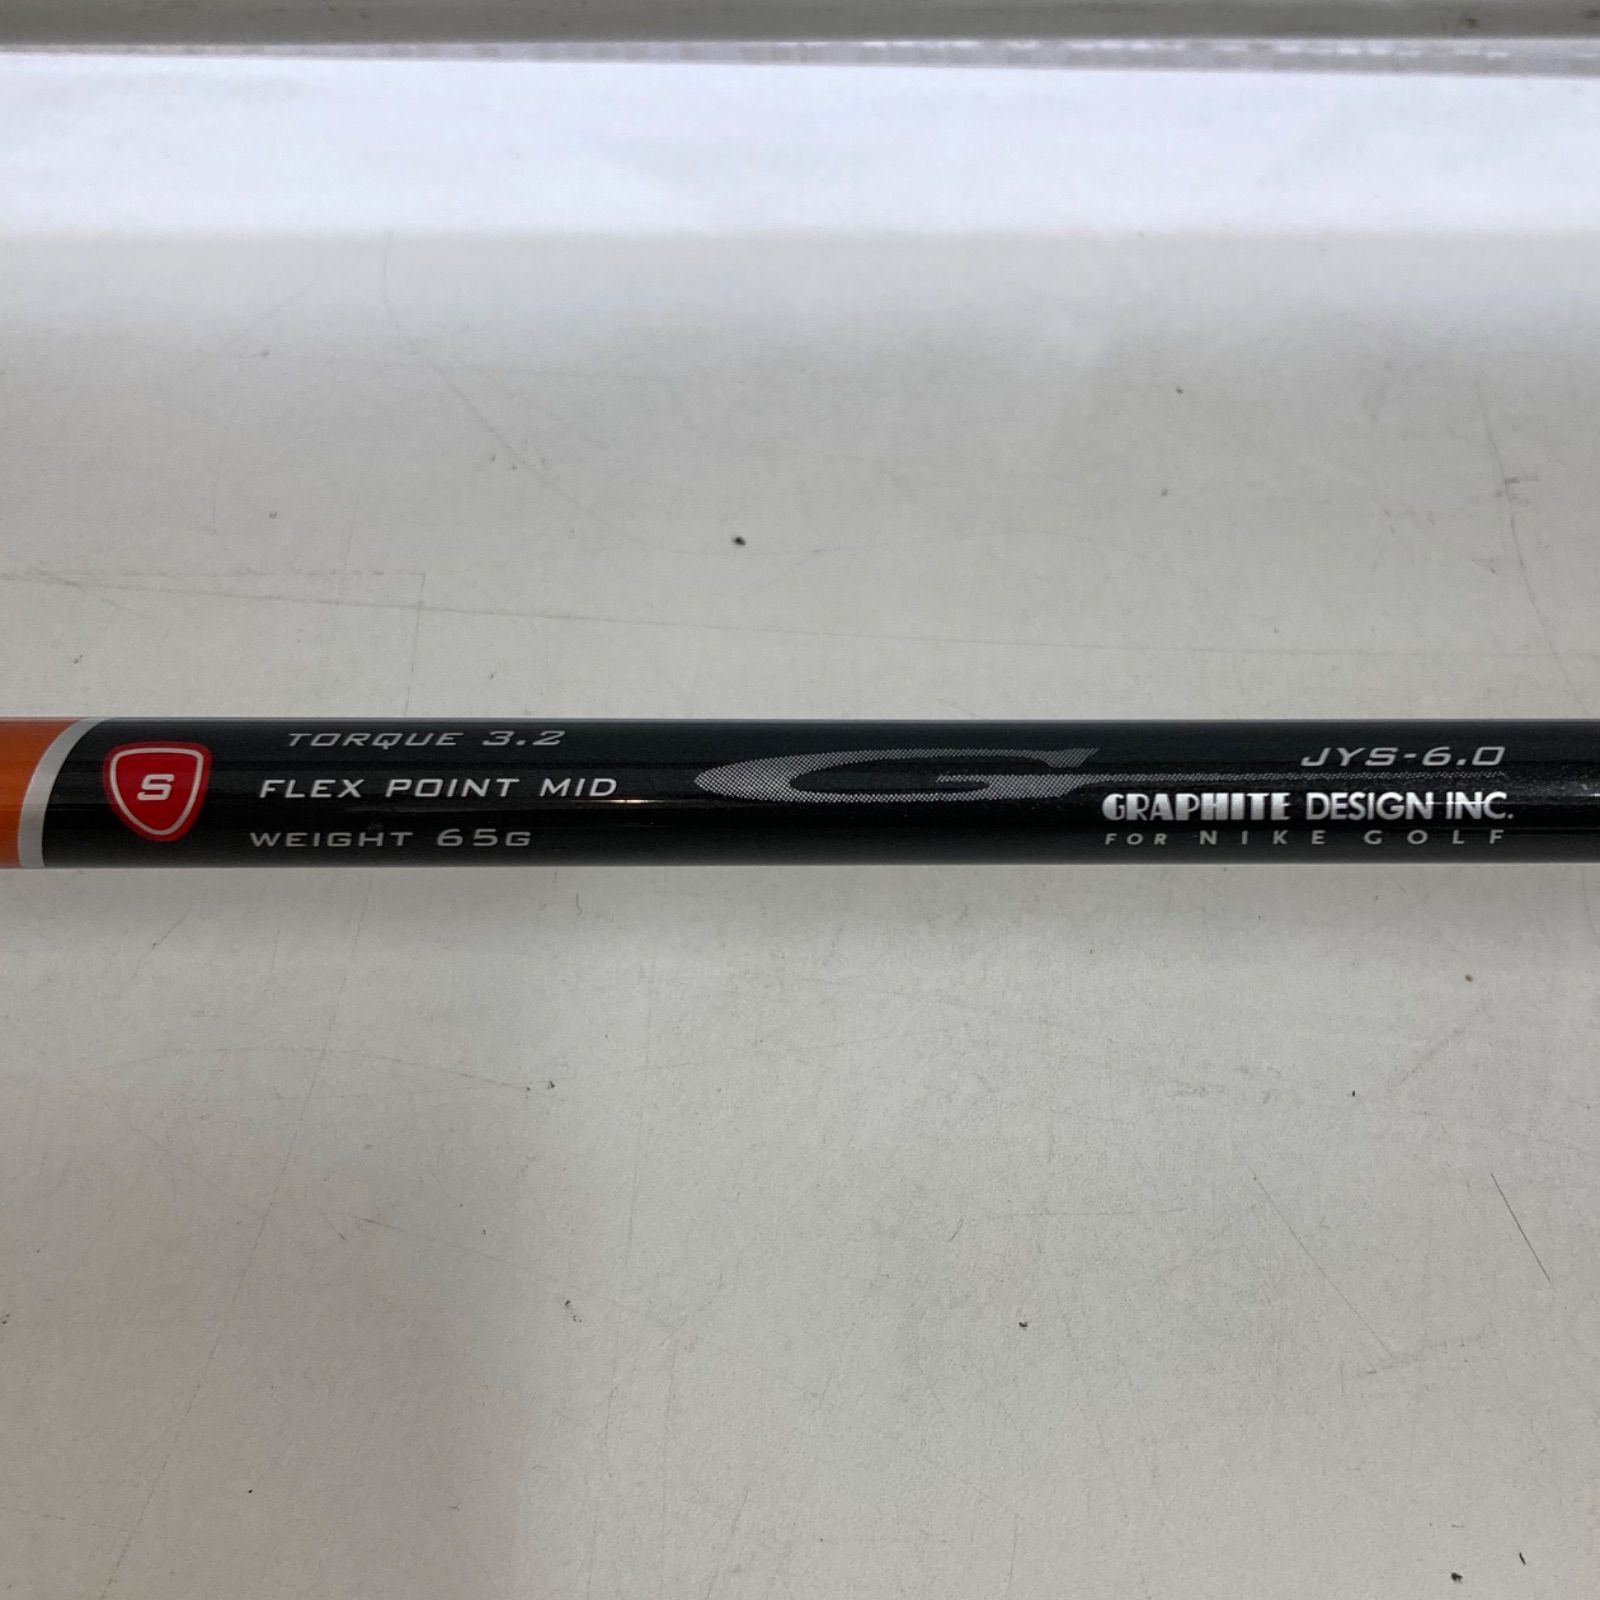 S
TORQUE 3.2
FLEX POINT MID
WEIGHT 65G
G
JYS-6.0
GRAPHITE DESIGN INC.
FOR NIKE GOLF